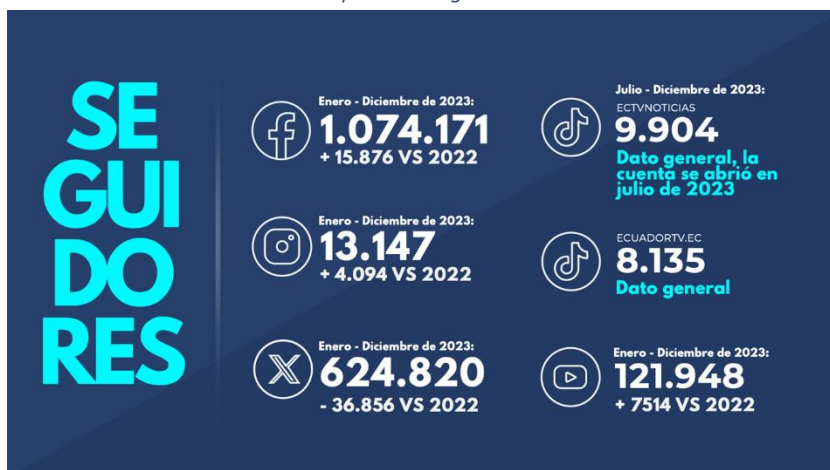 SE
GUI
DO
RES
Enero - Diciembre de 2023:
1.074.171
+ 15.876 VS 2022
Enero - Diciembre de 2023:
13.147
+ 4.094 VS 2022
Enero - Diciembre de 2023:
624.820
- 36.856 VS 2022
Julio - Diciembre de 2023:
ECTVNOTICIAS
9.904
Dato general, la
cuenta se abrió en
julio de 2023
ECUADORTV.EC
8.135
Dato general
Enero - Diciembre de 2023:
121.948
+ 7514 VS 2022